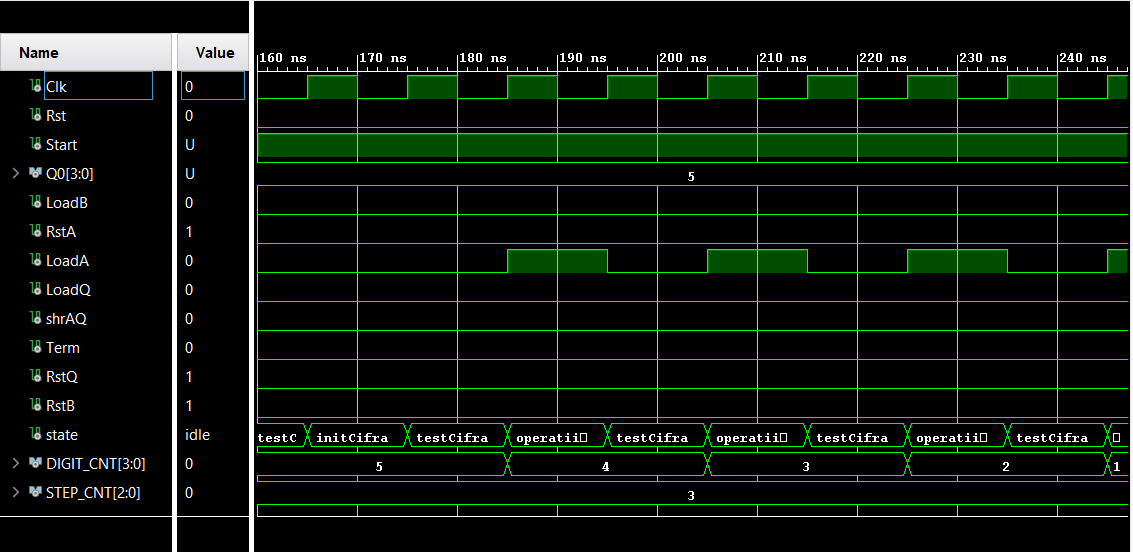 Name Value
160 ns 170 ns 180 ns 190 ns 200 ns 210 ns 220 ns 230 ns 240 ns
Clk 0
Rst 0
Start U
Q0[3:0] U 5
LoadB 0
RstA 1
LoadA 0
LoadQ 0
shrAQ 0
Term 0
RstQ 1
RstB 1
state idle testC initCifra testCifra operatii testCifra operatii testCifra operatii testCifra
DIGIT_CNT[3:0] 0 5 4 3 2 1
STEP_CNT[2:0] 0 3